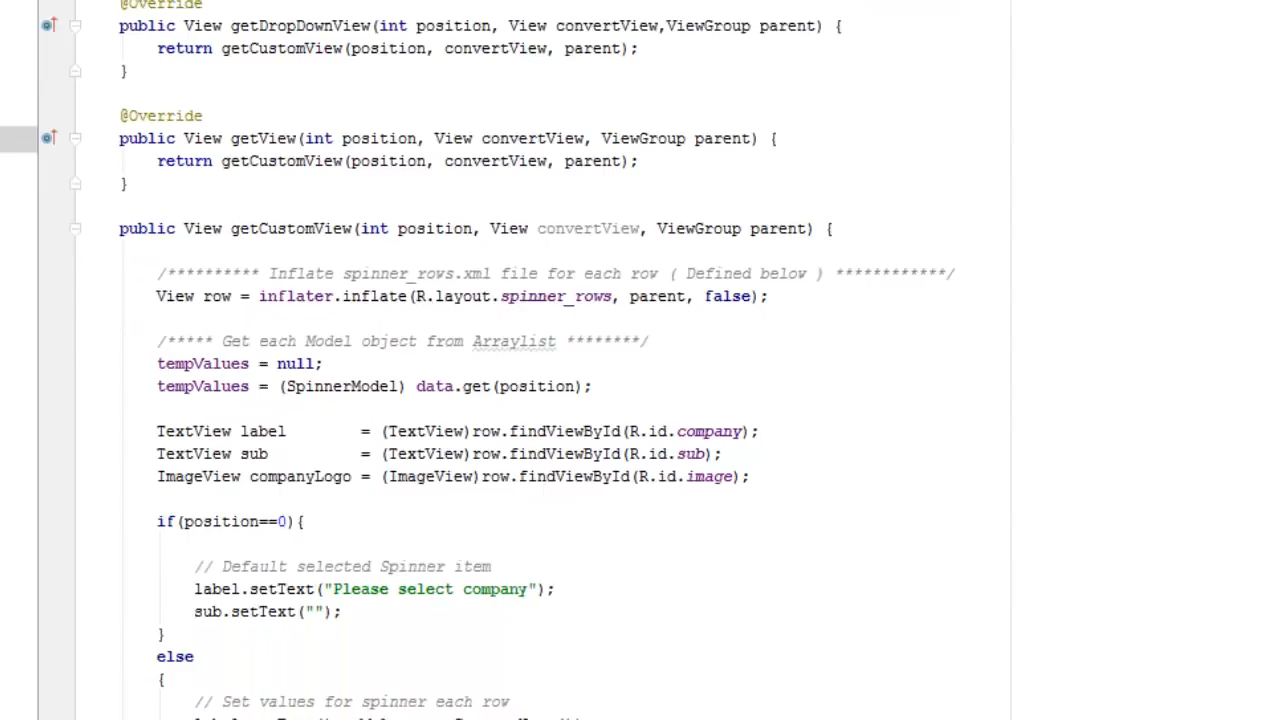 @Override
public View getDropDownView(int position, View convertView,ViewGroup parent) {
return getCustomView(position, convertView, parent);
}
@Override
public View getView(int position, View convertView, ViewGroup parent) {
return getCustomView(position, convertView, parent);
}
public View getCustomView(int position, View convertView, ViewGroup parent) {
/********** Inflate spinner_rows.xml file for each row ( Defined below ) ************/
View row = inflater.inflate(R.layout.spinner_rows, parent, false);
/***** Get each Model object from Arraylist ********/
tempValues = null;
tempValues = (SpinnerModel) data.get(position);
TextView label        = (TextView)row.findViewById(R.id.company);
TextView sub          = (TextView)row.findViewById(R.id.sub);
ImageView companyLogo = (ImageView)row.findViewById(R.id.image);
if(position==0){
// Default selected Spinner item
label.setText("Please select company");
sub.setText("");
}
else
{
// Set values for spinner each row